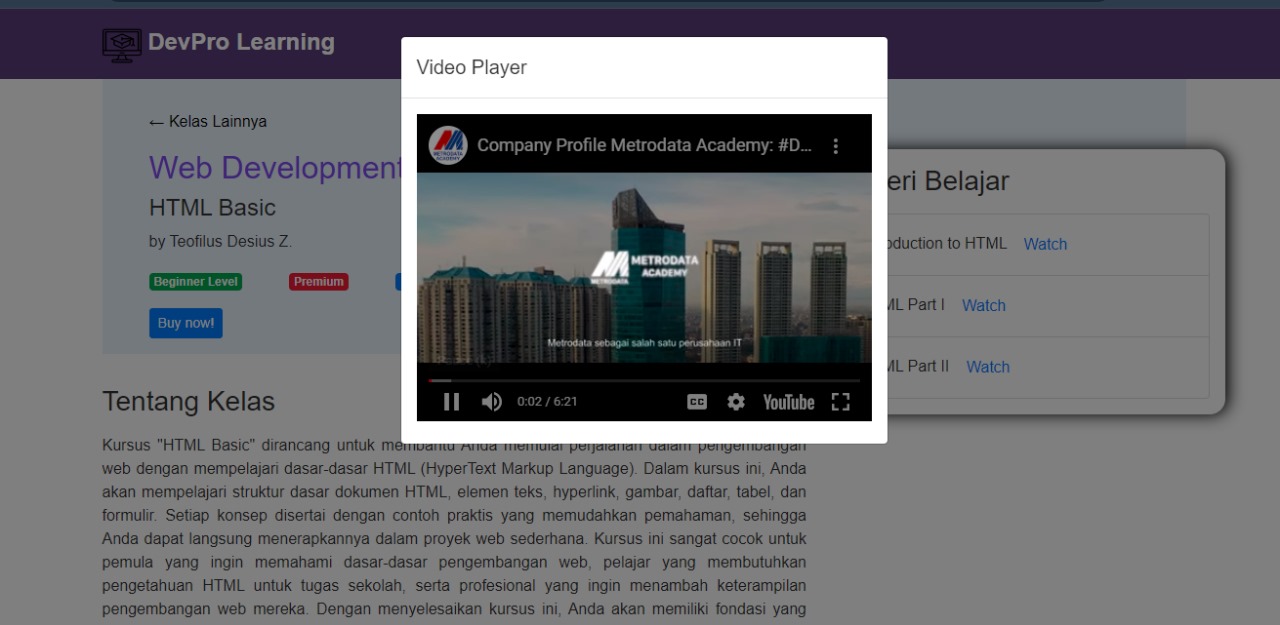 DevPro Learning
Video Player
← Kelas Lainnya
Web Development
HTML Basic
by Teofilus Desius Z.
Beginner Level Premium
Buy now!
METRODATA ACADEMY
Company Profile Metrodata Academy: #D...
METRODATA
ACADEMY
METRODATA
Metrodata sebagai salah satu perusahaan IT
0:02 / 6:21
CC
YouTube
eri Belajar
oduction to HTML Watch
ML Part I Watch
ML Part II Watch
Tentang Kelas
Kursus "HTML Basic" dirancang untuk membantu Anda memulai perjalanan dalam pengembangan
web dengan mempelajari dasar-dasar HTML (HyperText Markup Language). Dalam kursus ini, Anda
akan mempelajari struktur dasar dokumen HTML, elemen teks, hyperlink, gambar, daftar, tabel, dan
formulir. Setiap konsep disertai dengan contoh praktis yang memudahkan pemahaman, sehingga
Anda dapat langsung menerapkannya dalam proyek web sederhana. Kursus ini sangat cocok untuk
pemula yang ingin memahami dasar-dasar pengembangan web, pelajar yang membutuhkan
pengetahuan HTML untuk tugas sekolah, serta profesional yang ingin menambah keterampilan
pengembangan web mereka. Dengan menyelesaikan kursus ini, Anda akan memiliki fondasi yang